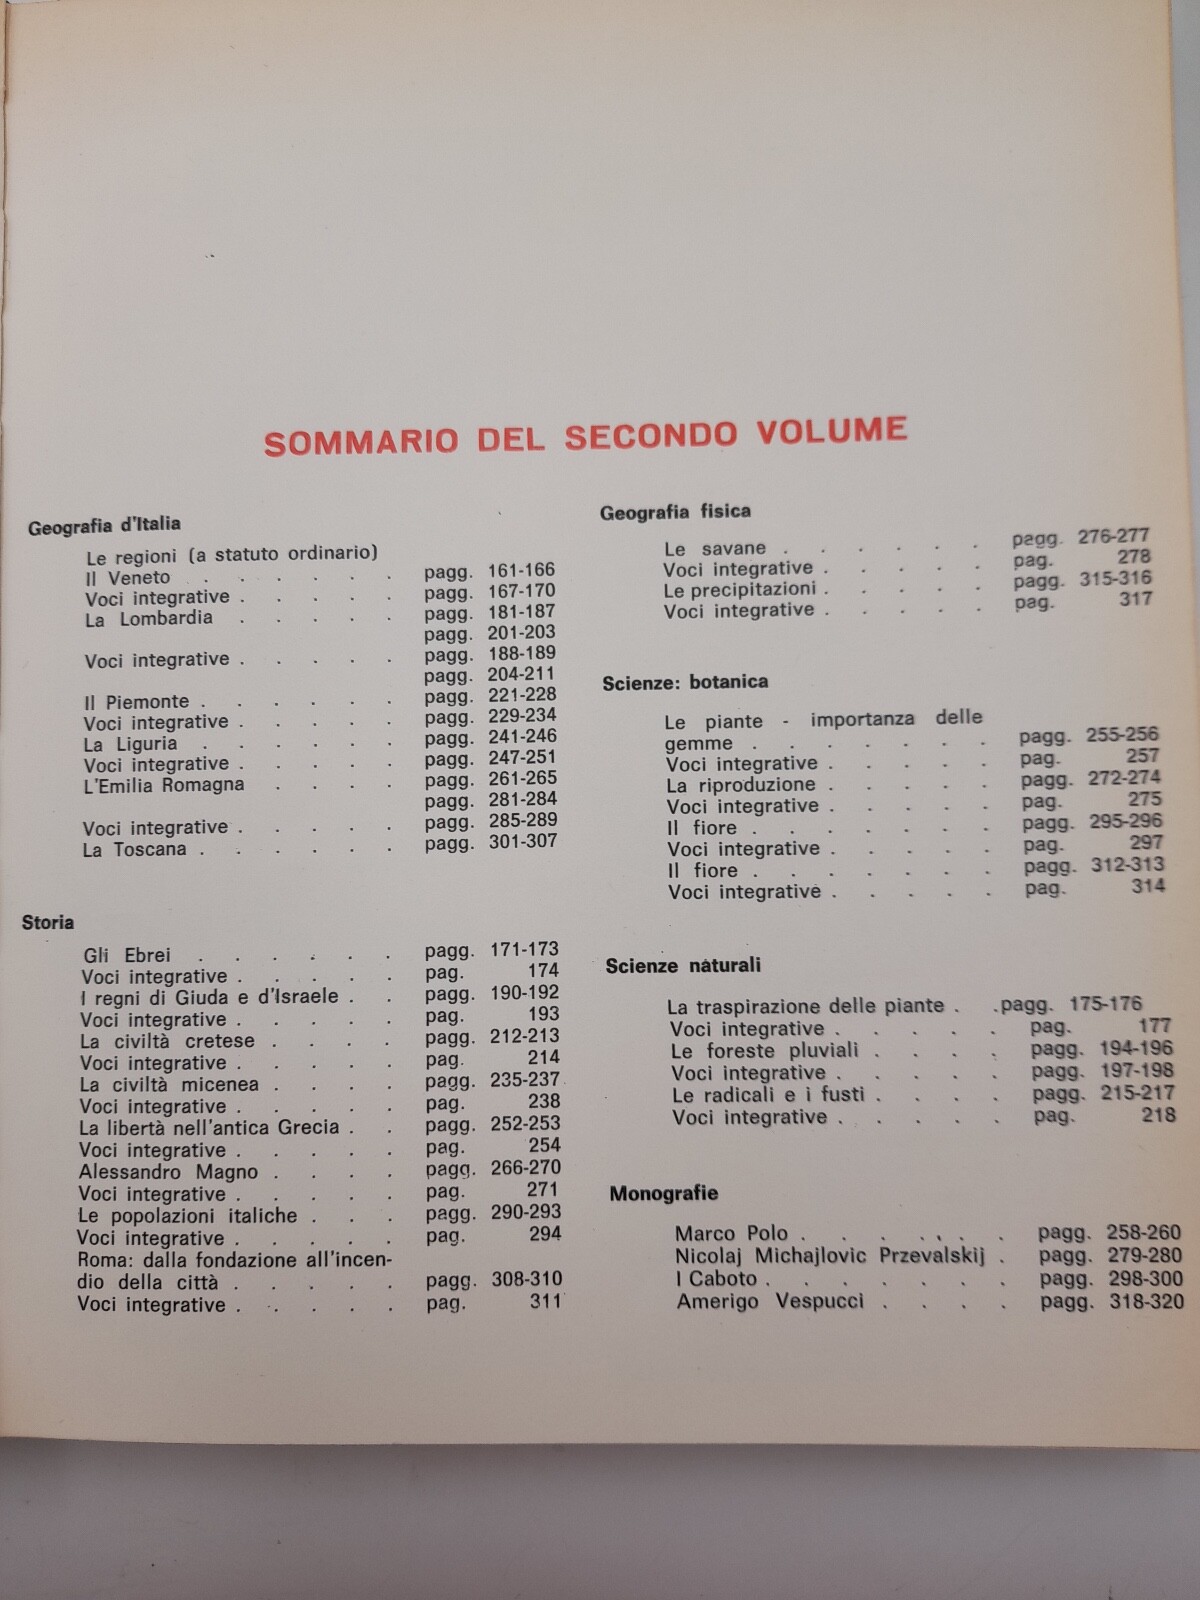 SOMMARIO DEL SECONDO VOLUME
Geografia d'Italia
Le regioni (a statuto ordinario)
Il Veneto . . . . . . pagg. 161-166
Voci integrative . . . . . pagg. 167-170
La Lombardia . . . . . pagg. 181-187
pagg. 201-203
Voci integrative . . . . . pagg. 188-189
pagg. 204-211
Il Piemonte . . . . . . pagg. 221-228
Voci integrative . . . . . pagg. 229-234
La Liguria . . . . . . pagg. 241-246
Voci integrative . . . . . pagg. 247-251
L'Emilia Romagna . . . . pagg. 261-265
pagg. 281-284
Voci integrative . . . . . pagg. 285-289
La Toscana . . . . . . pagg. 301-307
Storia
Gli Ebrei . . . . . . pagg. 171-173
Voci integrative . . . . . pag. 174
I regni di Giuda e d'Israele . . pagg. 190-192
Voci integrative . . . . . pag. 193
La civiltà cretese . . . . pagg. 212-213
Voci integrative . . . . . pag. 214
La civiltà micenea . . . . pagg. 235-237
Voci integrative . . . . . pag. 238
La libertà nell'antica Grecia . . pagg. 252-253
Voci integrative . . . . . pag. 254
Alessandro Magno . . . . pagg. 266-270
Voci integrative . . . . . pag. 271
Le popolazioni italiche . . . pagg. 290-293
Voci integrative . . . . . pag. 294
Roma: dalla fondazione all'incen-
dio della città . . . . . pagg. 308-310
Voci integrative . . . . . pag. 311
Geografia fisica
Le savane . . . . . . pagg. 276-277
Voci integrative . . . . . pag. 278
Le precipitazioni . . . . . pagg. 315-316
Voci integrative . . . . . pag. 317
Scienze: botanica
Le piante - importanza delle
gemme . . . . . . . pagg. 255-256
Voci integrative . . . . . pag. 257
La riproduzione . . . . . pagg. 272-274
Voci integrative . . . . . pag. 275
Il fiore . . . . . . . pagg. 295-296
Voci integrative . . . . . pag. 297
Il fiore . . . . . . . pagg. 312-313
Voci integrative . . . . . pag. 314
Scienze naturali
La traspirazione delle piante . . pagg. 175-176
Voci integrative . . . . . pag. 177
Le foreste pluviali . . . . pagg. 194-196
Voci integrative . . . . . pagg. 197-198
Le radicali e i fusti . . . . pagg. 215-217
Voci integrative . . . . . pag. 218
Monografie
Marco Polo . . . . . . . pagg. 258-260
Nicolaj Michajlovic Przevalskij . pagg. 279-280
I Caboto . . . . . . . pagg. 298-300
Amerigo Vespucci . . . . pagg. 318-320